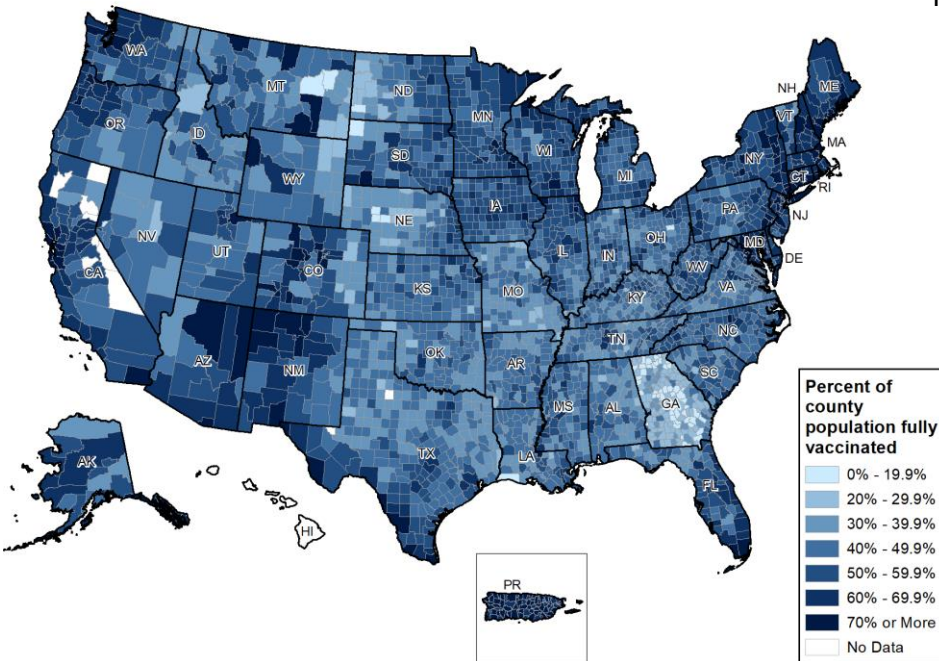 WA
MT
ND
MN
NH
ME
VT
OR
ID
SD
WI
NY
MA
WY
MI
CT
RI
IA
PA
NJ
NE
OH
NV
UT
IL
IN
MD
CA
CO
WV
DE
KS
MO
VA
KY
AZ
NM
OK
TN
NC
AR
SC
MS
AL
GA
TX
LA
AK
FL
HI
PR
Percent of
county
population fully
vaccinated
0% - 19.9%
20% - 29.9%
30% - 39.9%
40% - 49.9%
50% - 59.9%
60% - 69.9%
70% or More
No Data